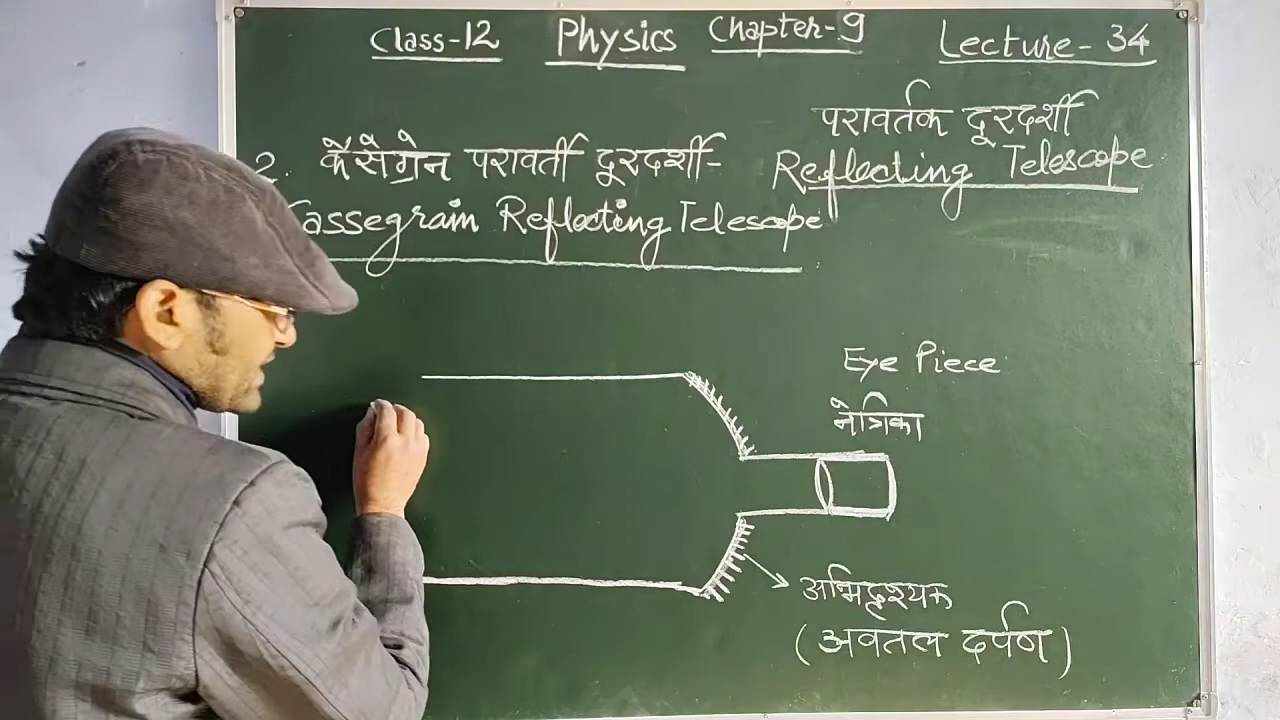 Class-12 Physics Chapter-9 Lecture-34
परावर्तक दूरदर्शी
Reflecting Telescope
2. कैसेग्रेन परावर्ती दूरदर्शी-
Cassegrain Reflecting Telescope
Eye Piece
नेत्रिका
अभिदृश्यक
(अवतल दर्पण)